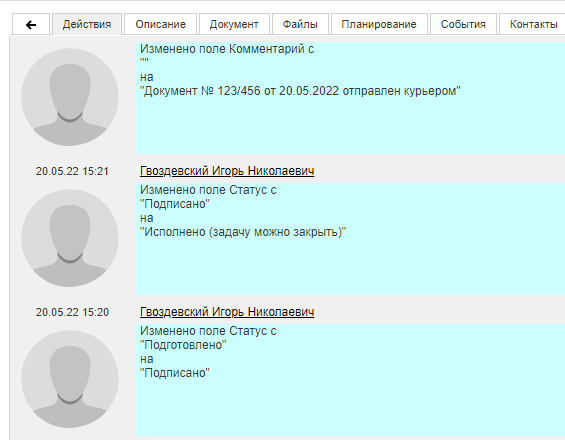 Действия
Описание
Документ
Файлы
Планирование
События
Контакты
Изменено поле Комментарий с
""
на
"Документ № 123/456 от 20.05.2022 отправлен курьером"
20.05.22 15:21
Гвоздевский Игорь Николаевич
Изменено поле Статус с
"Подписано"
на
"Исполнено (задачу можно закрыть)"
20.05.22 15:20
Гвоздевский Игорь Николаевич
Изменено поле Статус с
"Подготовлено"
на
"Подписано"